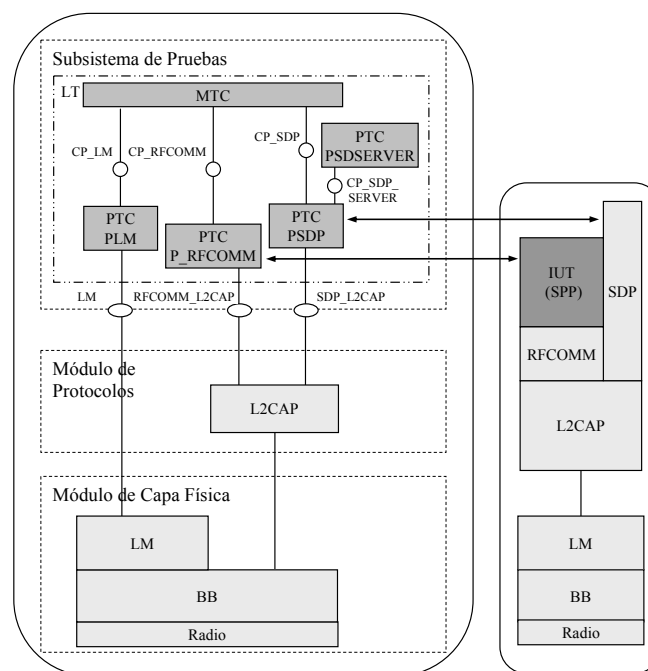 Subsistema de Pruebas
LT
MTC
CP_LM
CP_RFCOMM
CP_SDP
PTC
PSDSERVER
CP_SDP_
SERVER
PTC
PLM
PTC
P_RFCOMM
PTC
PSDP
LM
RFCOMM_L2CAP
SDP_L2CAP
Módulo de
Protocolos
L2CAP
Módulo de Capa Física
LM
BB
Radio
IUT
(SPP)
SDP
RFCOMM
L2CAP
LM
BB
Radio